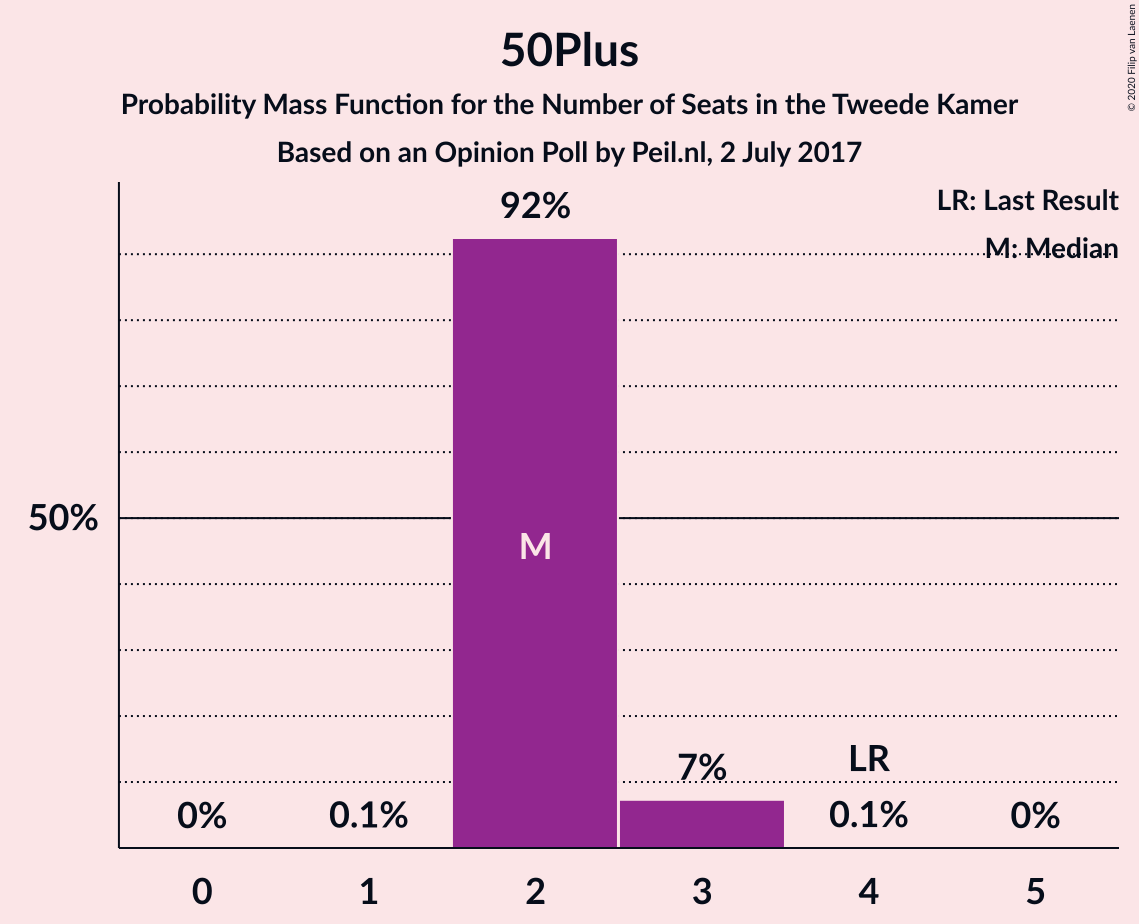 50Plus
Probability Mass Function for the Number of Seats in the Tweede Kamer
Based on an Opinion Poll by Peil.nl, 2 July 2017
© 2020 Filip van Laenen
LR: Last Result
M: Median
92%
50%
M
7%
LR
0%
0.1%
0.1%
0%
0
1
2
3
4
5